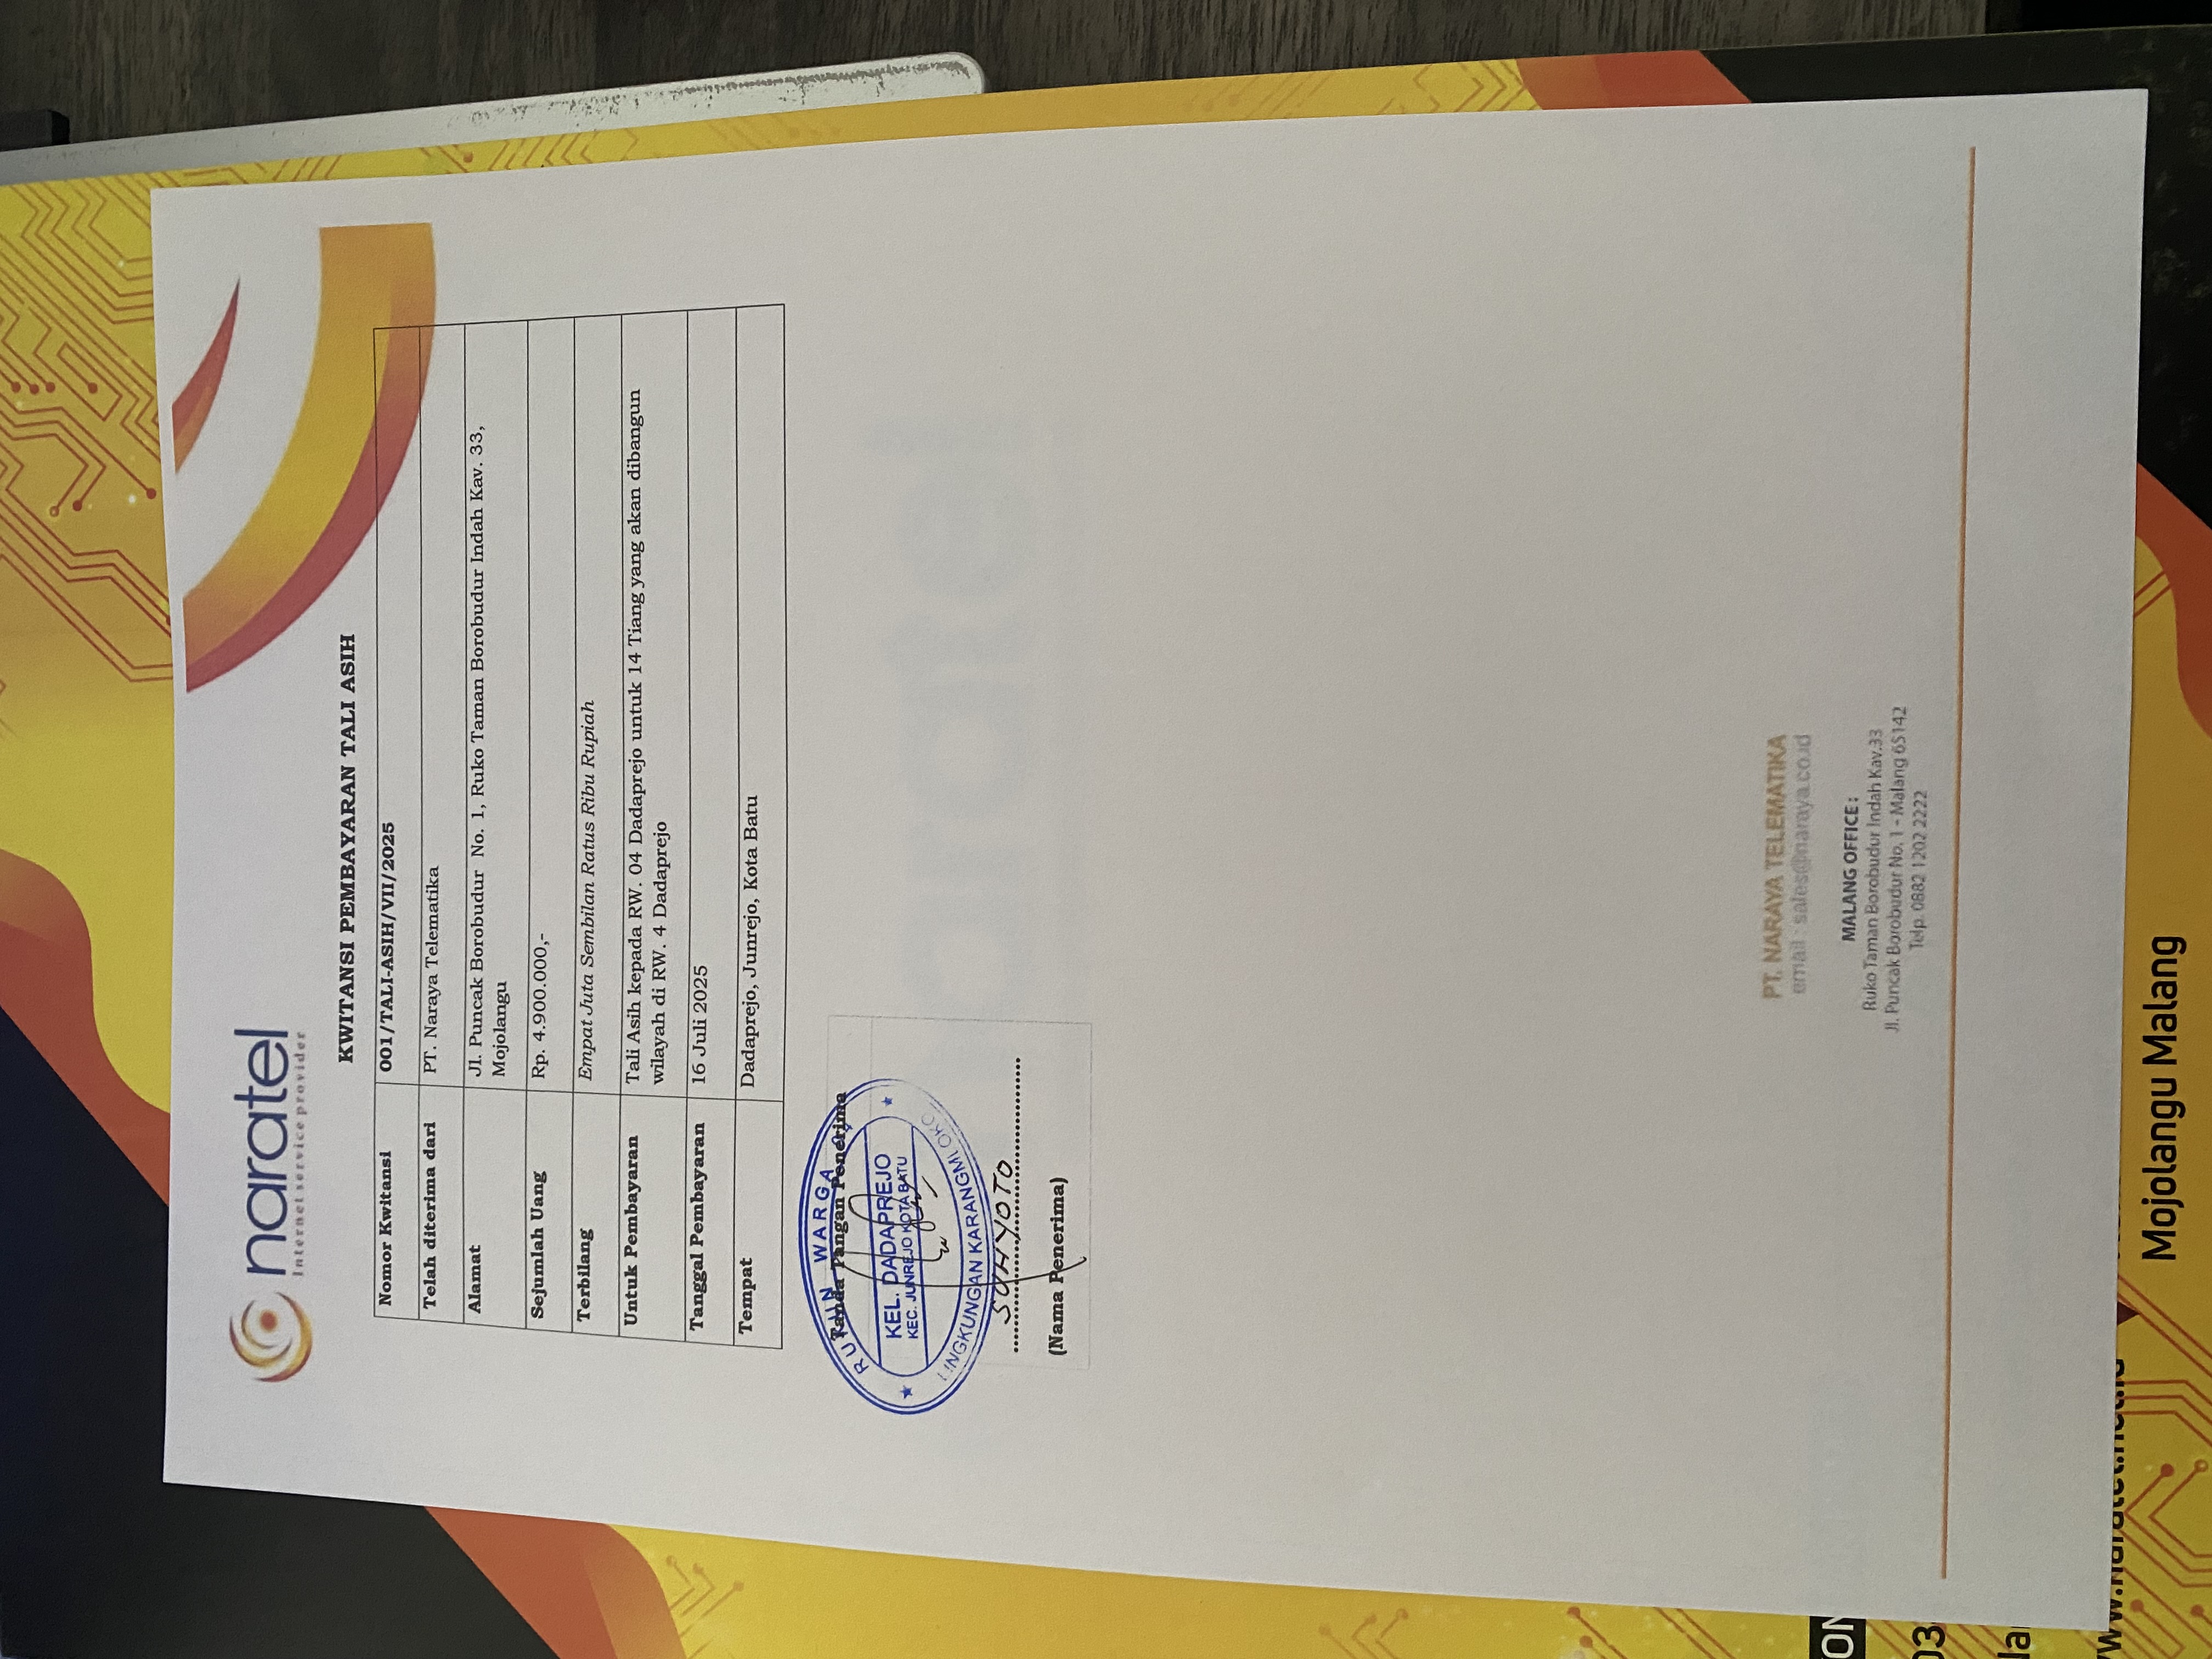 naratel
Internet service provider
KWITANSI PEMBAYARAN TALI ASIH
Nomor Kwitansi 001/TALI-ASIH/VII/2025
Telah diterima dari PT. Naraya Telematika
Alamat Jl. Puncak Borobudur No. 1, Ruko Taman Borobudur Indah Kav. 33,
Mojolangu
Sejumlah Uang Rp. 4.900.000,-
Terbilang Empat Juta Sembilan Ratus Ribu Rupiah
Untuk Pembayaran Tali Asih kepada RW. 04 Dadaprejo untuk 14 Tiang yang akan dibangun
wilayah di RW. 4 Dadaprejo
Tanggal Pembayaran 16 Juli 2025
Tempat Dadaprejo, Junrejo, Kota Batu
RUKUN WARGA
Tanda Tangan Penerima
KEL. DADAPREJO
KEC. JUNREJO KOTA BATU
LINGKUNGAN KARANGMLOKO
SUHYOTO
(Nama Penerima)
PT. NARAYA TELEMATIKA
email : sales@naraya.co.id
MALANG OFFICE :
Ruko Taman Borobudur Indah Kav.33
Jl. Puncak Borobudur No. 1 - Malang 65142
Telp. 0882 1202 2222
www.naratel.net.id
Mojolangu Malang